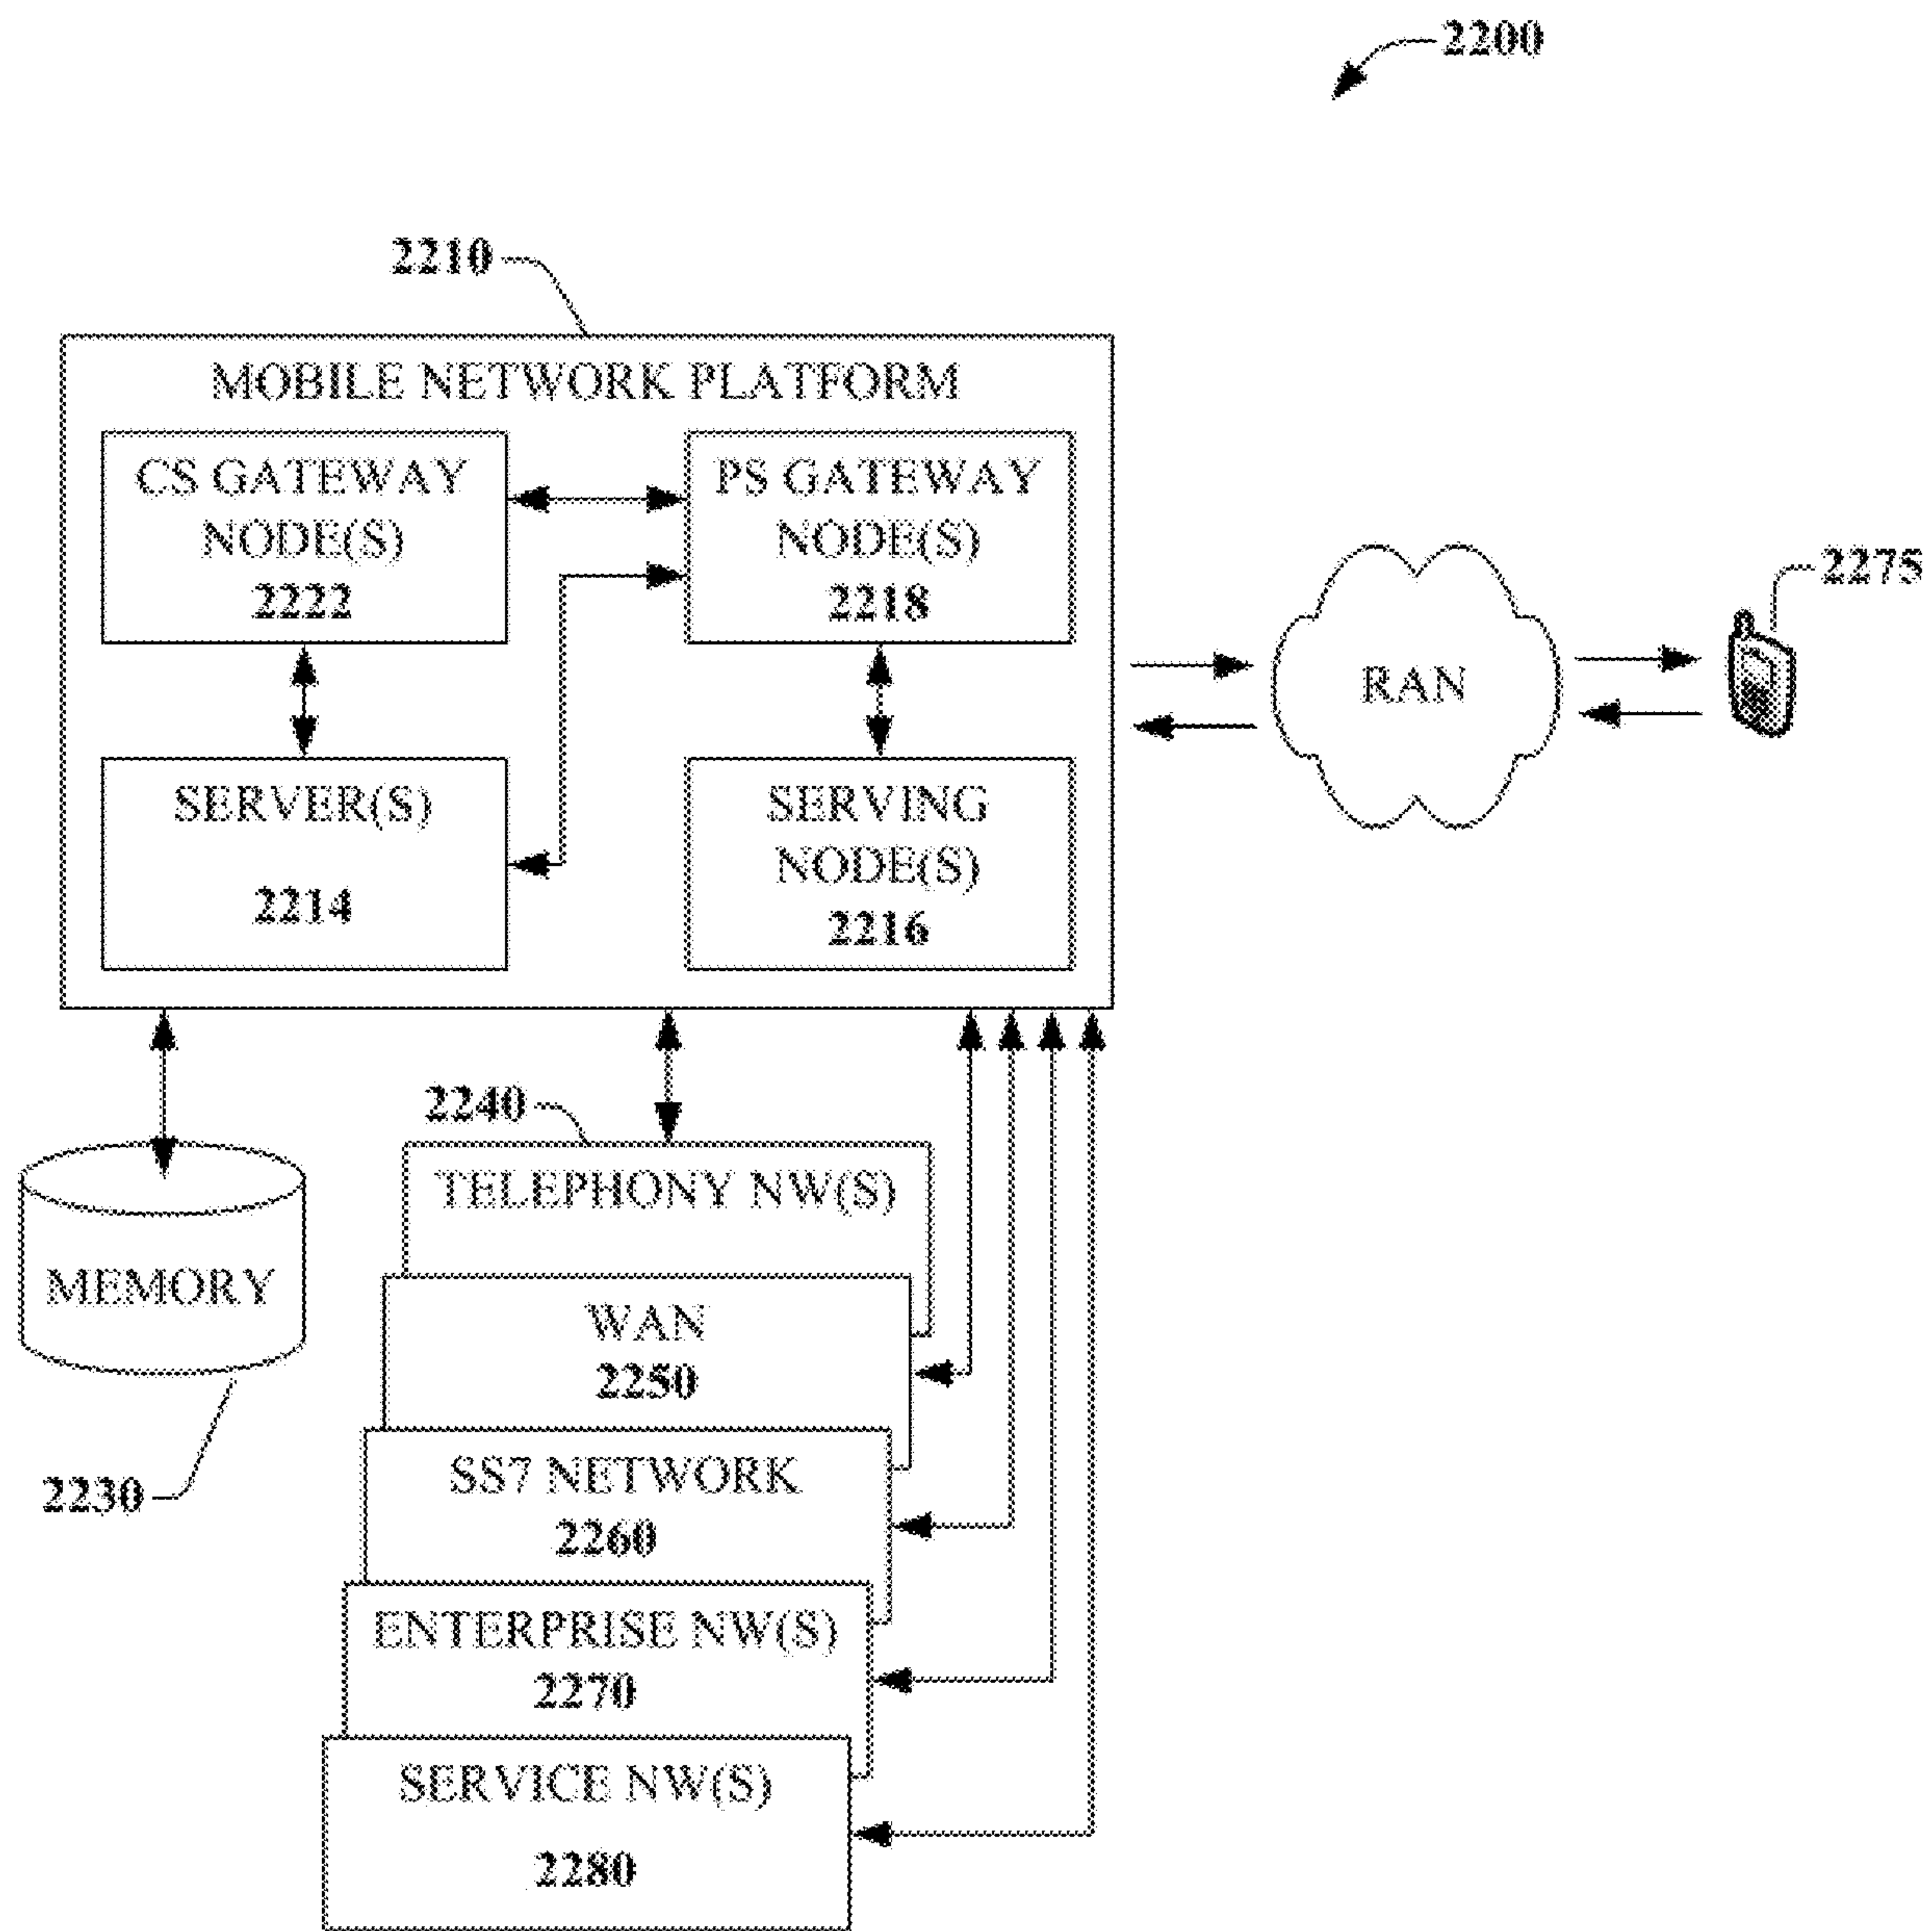 2200
2210
MOBILE NETWORK PLATFORM
CS GATEWAY
NODE(S)
2222
PS GATEWAY
NODE(S)
2218
SERVER(S)
2214
SERVING
NODE(S)
2216
RAN
2275
2240
TELEPHONY NW(S)
MEMORY
2230
WAN
2250
SS7 NETWORK
2260
ENTERPRISE NW(S)
2270
SERVICE NW(S)
2280